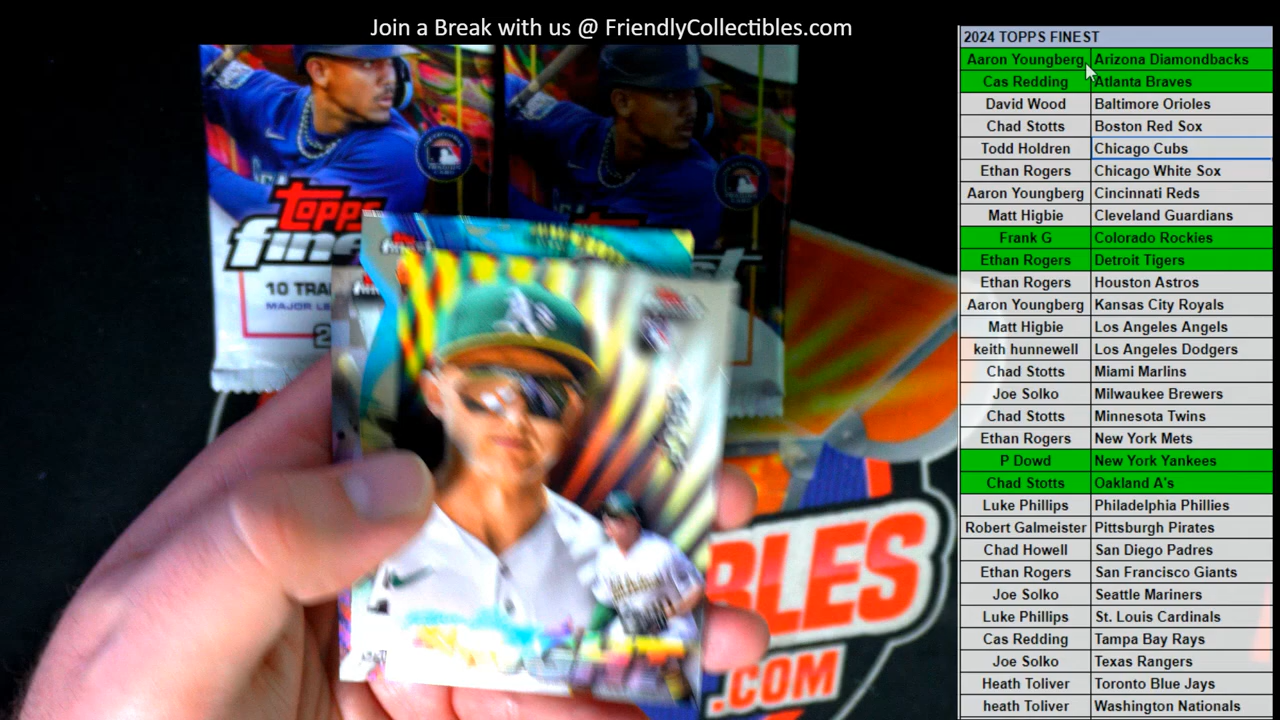 Join a Break with us @ FriendlyCollectibles.com
2024 TOPPS FINEST
Aaron Youngberg Arizona Diamondbacks
Cas Redding Atlanta Braves
David Wood Baltimore Orioles
Chad Stotts Boston Red Sox
Todd Holdren Chicago Cubs
Ethan Rogers Chicago White Sox
Aaron Youngberg Cincinnati Reds
Matt Higbie Cleveland Guardians
Frank G Colorado Rockies
Ethan Rogers Detroit Tigers
Ethan Rogers Houston Astros
Aaron Youngberg Kansas City Royals
Matt Higbie Los Angeles Angels
keith hunnewell Los Angeles Dodgers
Chad Stotts Miami Marlins
Joe Solko Milwaukee Brewers
Chad Stotts Minnesota Twins
Ethan Rogers New York Mets
P Dowd New York Yankees
Chad Stotts Oakland A's
Luke Phillips Philadelphia Phillies
Robert Galmeister Pittsburgh Pirates
Chad Howell San Diego Padres
Ethan Rogers San Francisco Giants
Joe Solko Seattle Mariners
Luke Phillips St. Louis Cardinals
Cas Redding Tampa Bay Rays
Joe Solko Texas Rangers
Heath Toliver Toronto Blue Jays
heath Toliver Washington Nationals
Topps
fine
10 TRA
MAJOR LE
2
finest
BLES
.COM